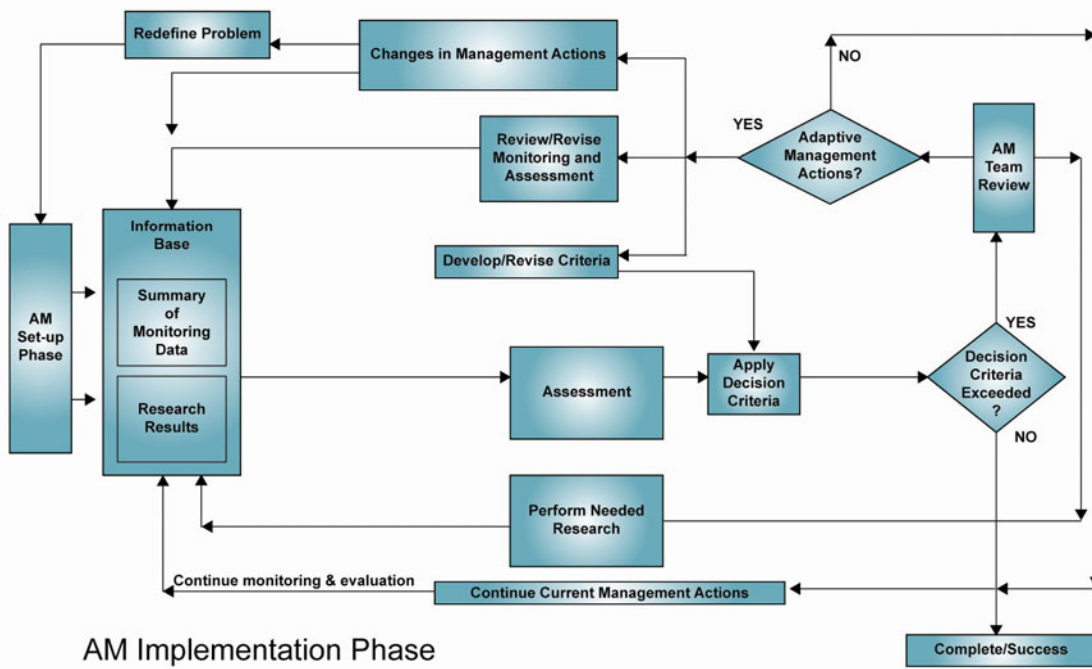 Redefine Problem
Changes in Management Actions
NO
YES
Adaptive
Management
Actions?
AM
Team
Review
Review/Revise
Monitoring and
Assessment
Information
Base
Develop/Revise Criteria
Summary
of
Monitoring
Data
AM
Set-up
Phase
YES
Assessment
Apply
Decision
Criteria
Decision
Criteria
Exceeded
?
Research
Results
NO
Perform Needed
Research
Continue monitoring & evaluation
Continue Current Management Actions
AM Implementation Phase
Complete/Success